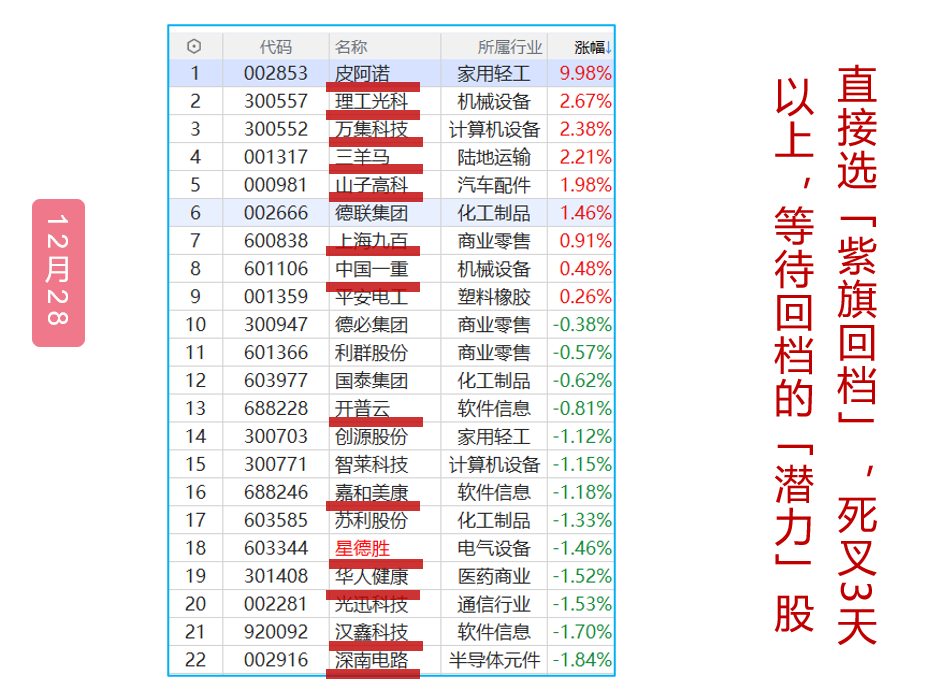 12月28
代码 名称 所属行业 涨幅↓
1 002853 皮阿诺 家用轻工 9.98%
2 300557 理工光科 机械设备 2.67%
3 300552 万集科技 计算机设备 2.38%
4 001317 三羊马 陆地运输 2.21%
5 000981 山子高科 汽车配件 1.98%
6 002666 德联集团 化工制品 1.46%
7 600838 上海九百 商业零售 0.91%
8 601106 中国一重 机械设备 0.48%
9 001359 平安电工 塑料橡胶 0.26%
10 300947 德必集团 商业零售 -0.38%
11 601366 利群股份 商业零售 -0.57%
12 603977 国泰集团 化工制品 -0.62%
13 688228 开普云 软件信息 -0.81%
14 300703 创源股份 家用轻工 -1.12%
15 300771 智莱科技 计算机设备 -1.15%
16 688246 嘉和美康 软件信息 -1.18%
17 603585 苏利股份 化工制品 -1.33%
18 603344 星德胜 电气设备 -1.46%
19 301408 华人健康 医药商业 -1.52%
20 002281 光迅科技 通信行业 -1.53%
21 920092 汉鑫科技 软件信息 -1.70%
22 002916 深南电路 半导体元件 -1.84%
直接选「紫旗回档」,死叉3天
以上,等待回档的「潜力」股